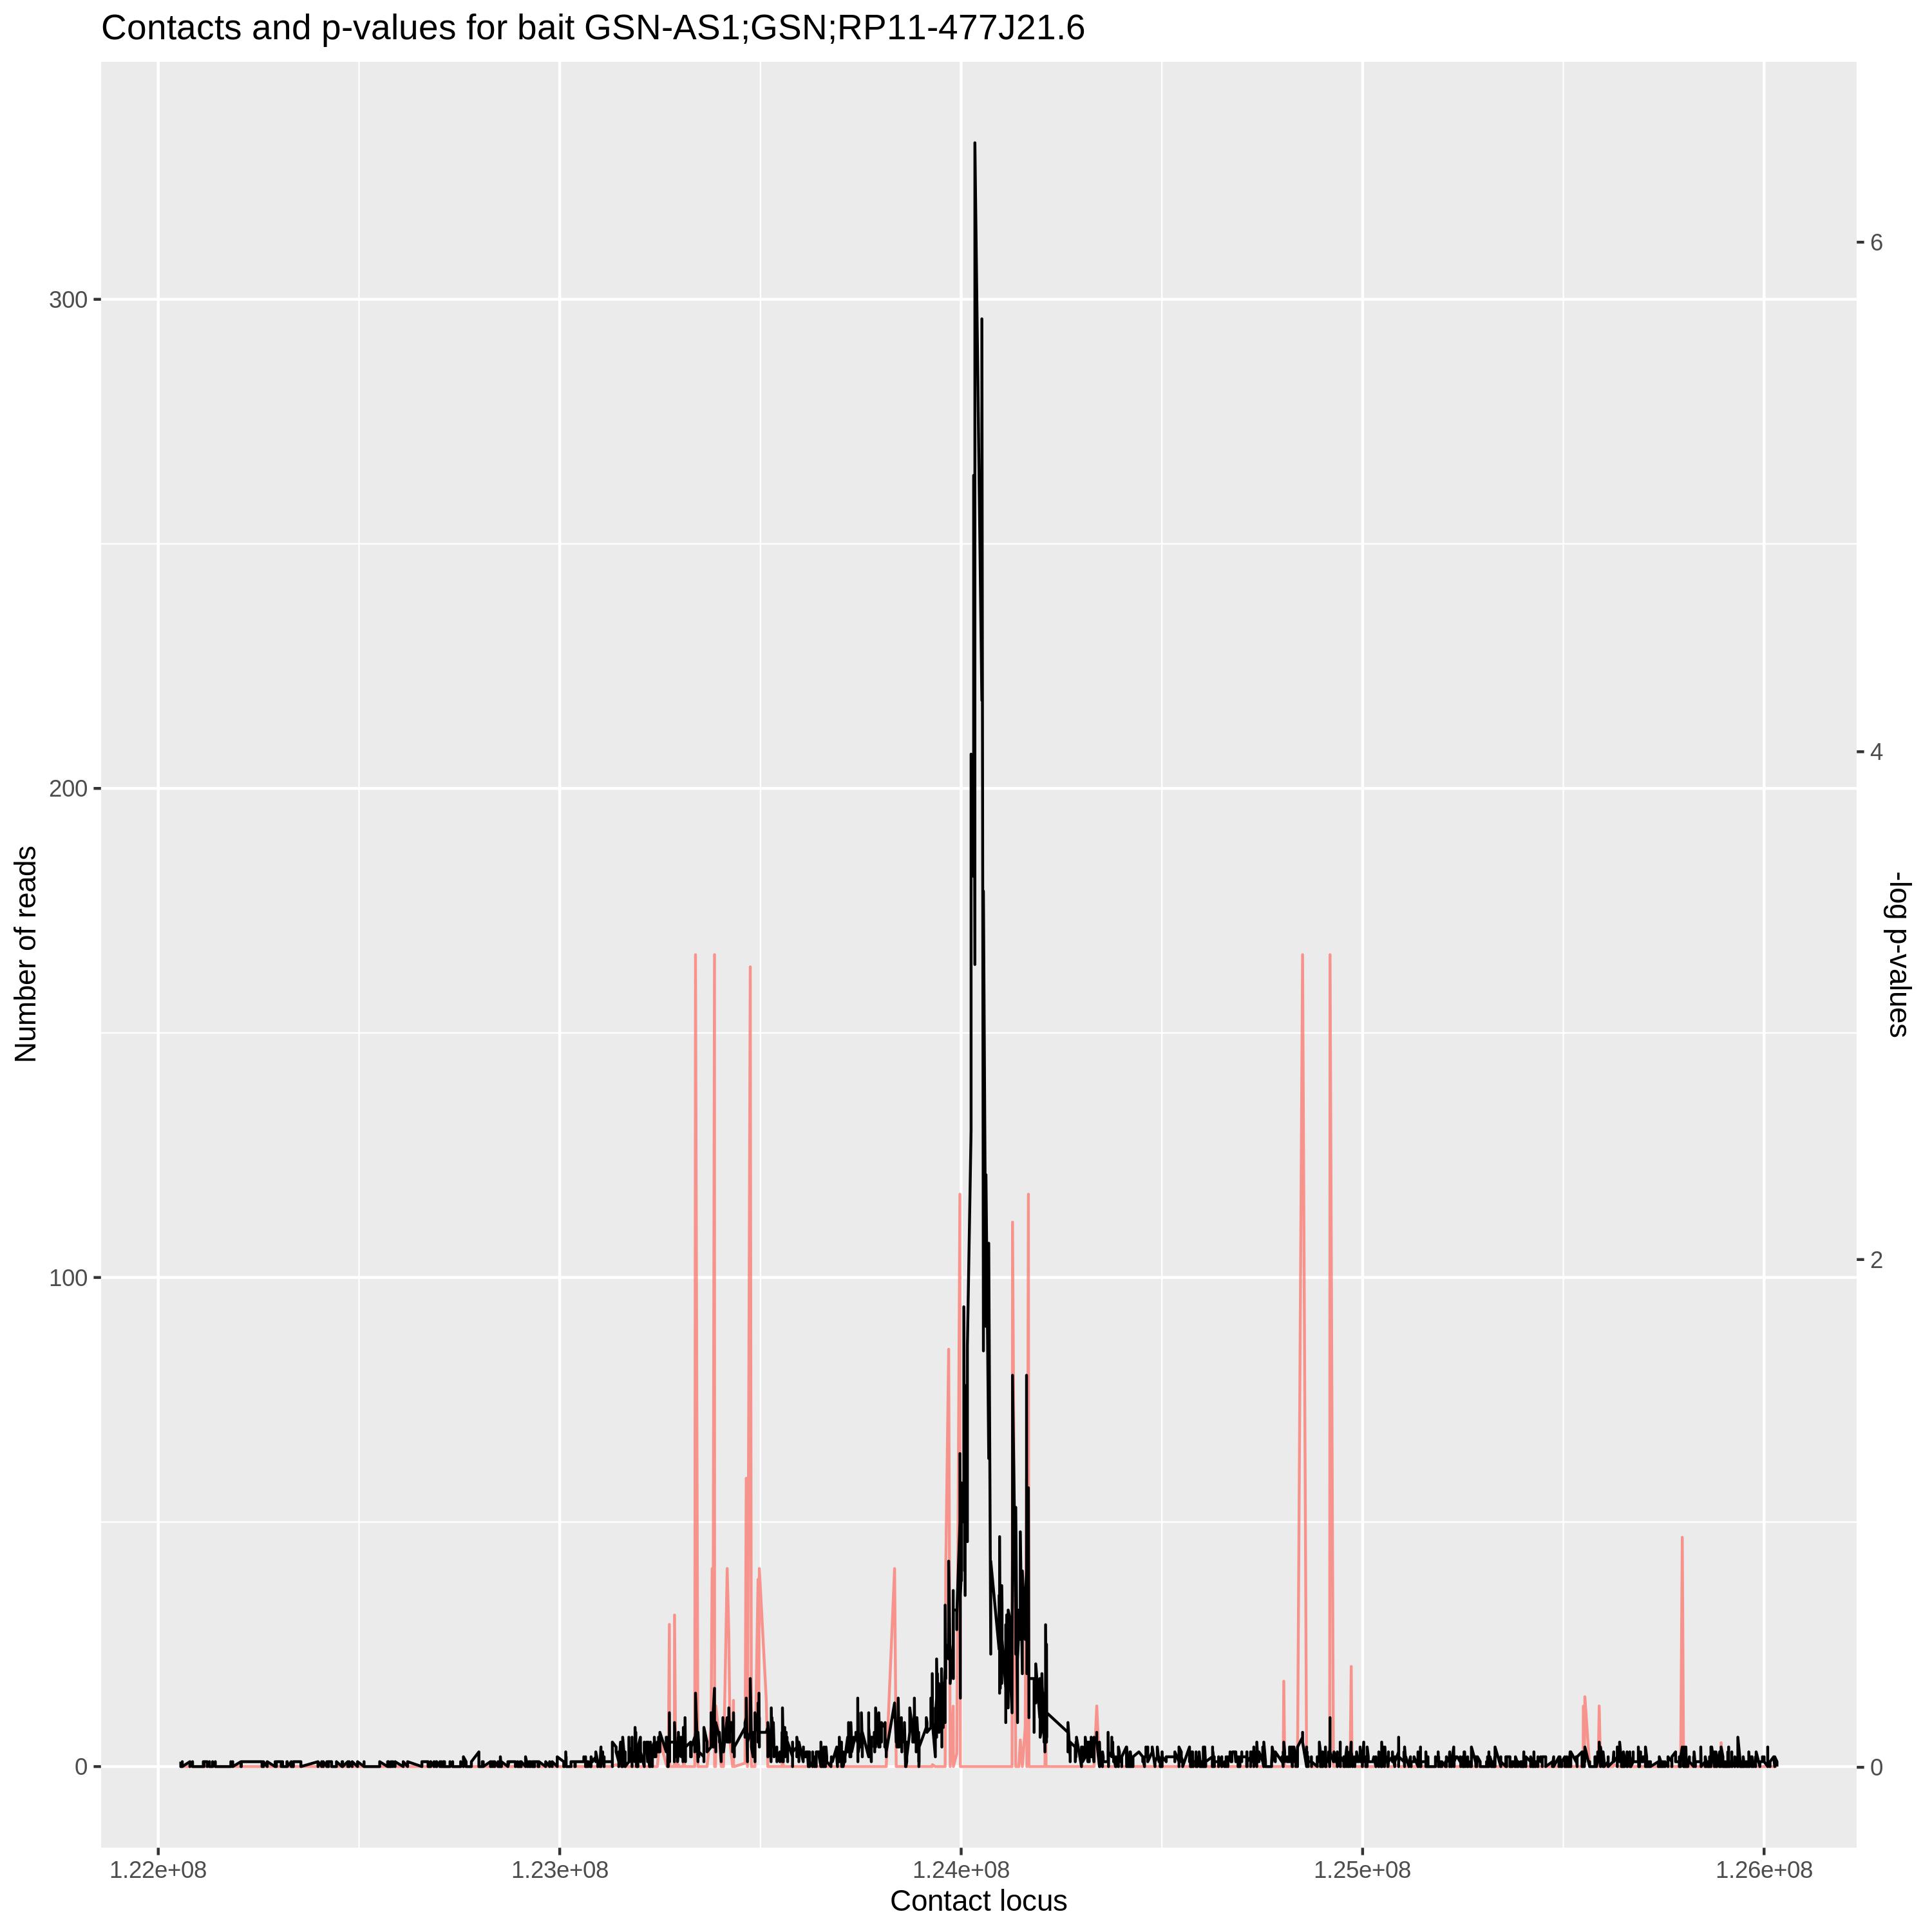 Contacts and p-values for bait GSN-AS1;GSN;RP11-477J21.6
300
200
100
0
Number of reads
6
4
2
0
-log p-values
1.22e+08 1.23e+08 1.24e+08 1.25e+08 1.26e+08
Contact locus